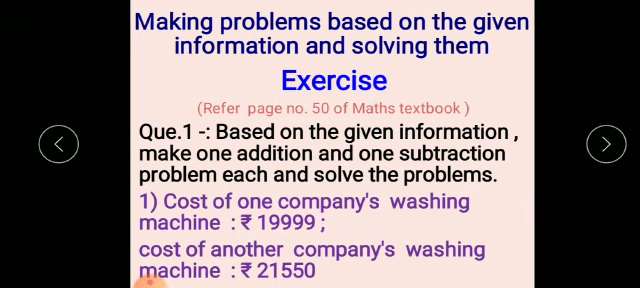 Making problems based on the given
information and solving them
Exercise
(Refer page no. 50 of Maths textbook )
Que.1 -: Based on the given information ,
make one addition and one subtraction
problem each and solve the problems.
1) Cost of one company's washing
machine : ₹ 19999 ;
cost of another company's washing
machine : ₹ 21550